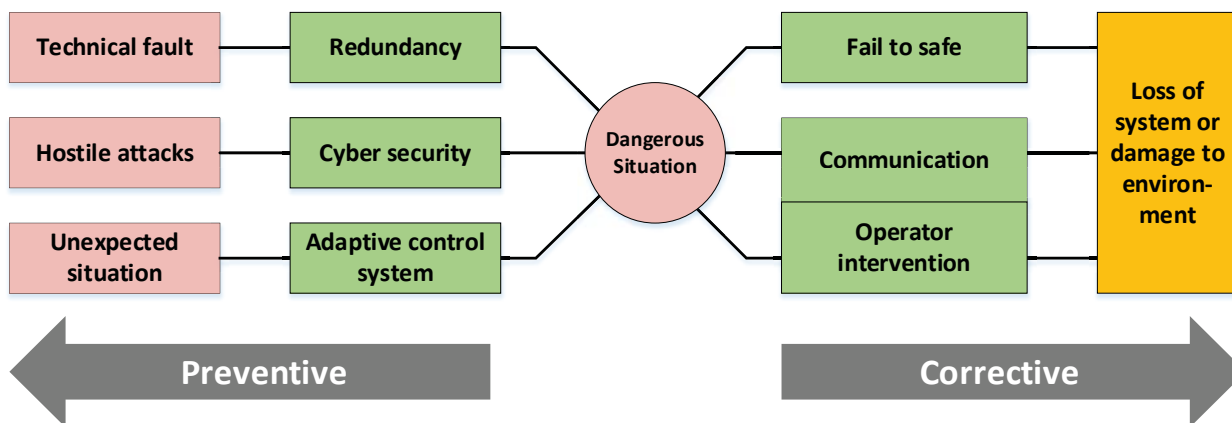 Technical fault
Redundancy
Fail to safe
Hostile attacks
Cyber security
Dangerous
Situation
Communication
Loss of
system or
damage to
environ-
ment
Unexpected
situation
Adaptive control
system
Operator
intervention
Preventive
Corrective